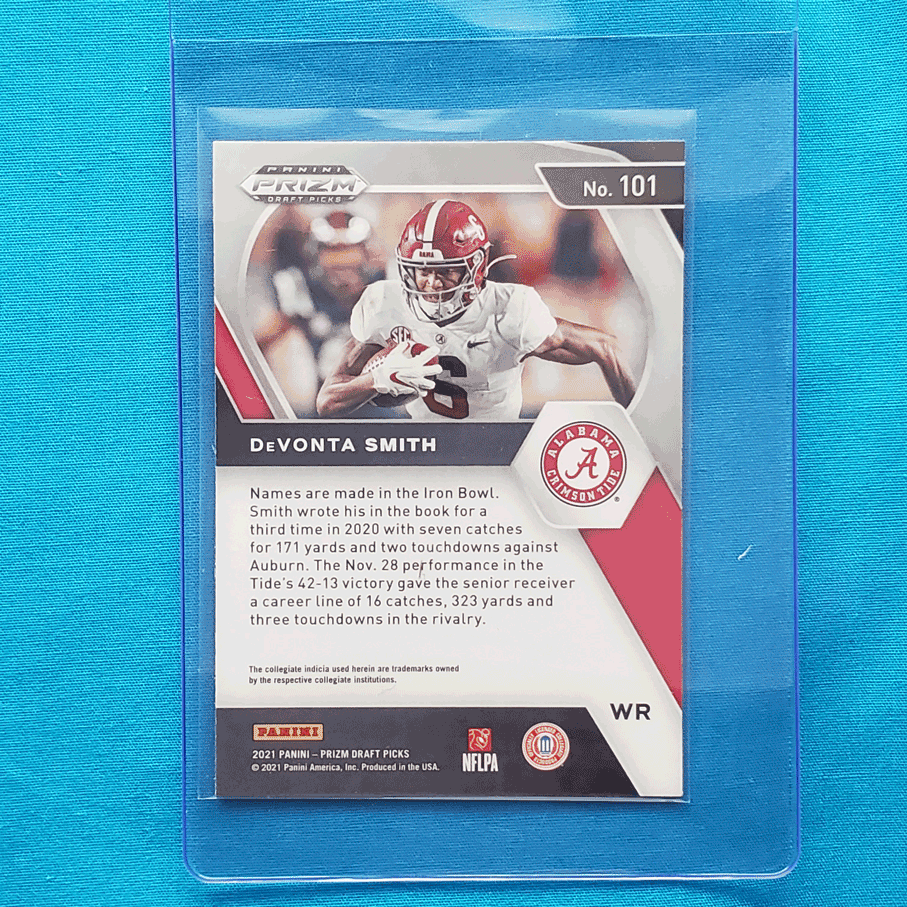 PANINI
PRIZM
DRAFT PICKS
No. 101
BAMA
SEC
6
DEVONTA SMITH
ALABAMA
A
CRIMSON TIDE
®
Names are made in the Iron Bowl.
Smith wrote his in the book for a
third time in 2020 with seven catches
for 171 yards and two touchdowns against
Auburn. The Nov. 28 performance in the
Tide's 42-13 victory gave the senior receiver
a career line of 16 catches, 323 yards and
three touchdowns in the rivalry.
The collegiate indicia used herein are trademarks owned
by the respective collegiate institutions.
WR
PANINI
2021 PANINI – PRIZM DRAFT PICKS
© 2021 Panini America, Inc. Produced in the USA.
NFLPA